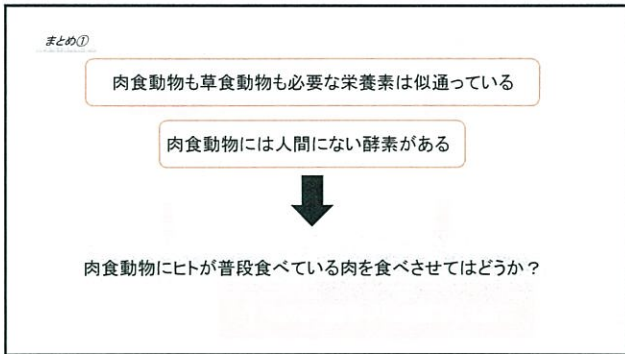 まとめ①
肉食動物も草食動物も必要な栄養素は似通っている
肉食動物には人間にない酵素がある
肉食動物にヒトが普段食べている肉を食べさせてはどうか？